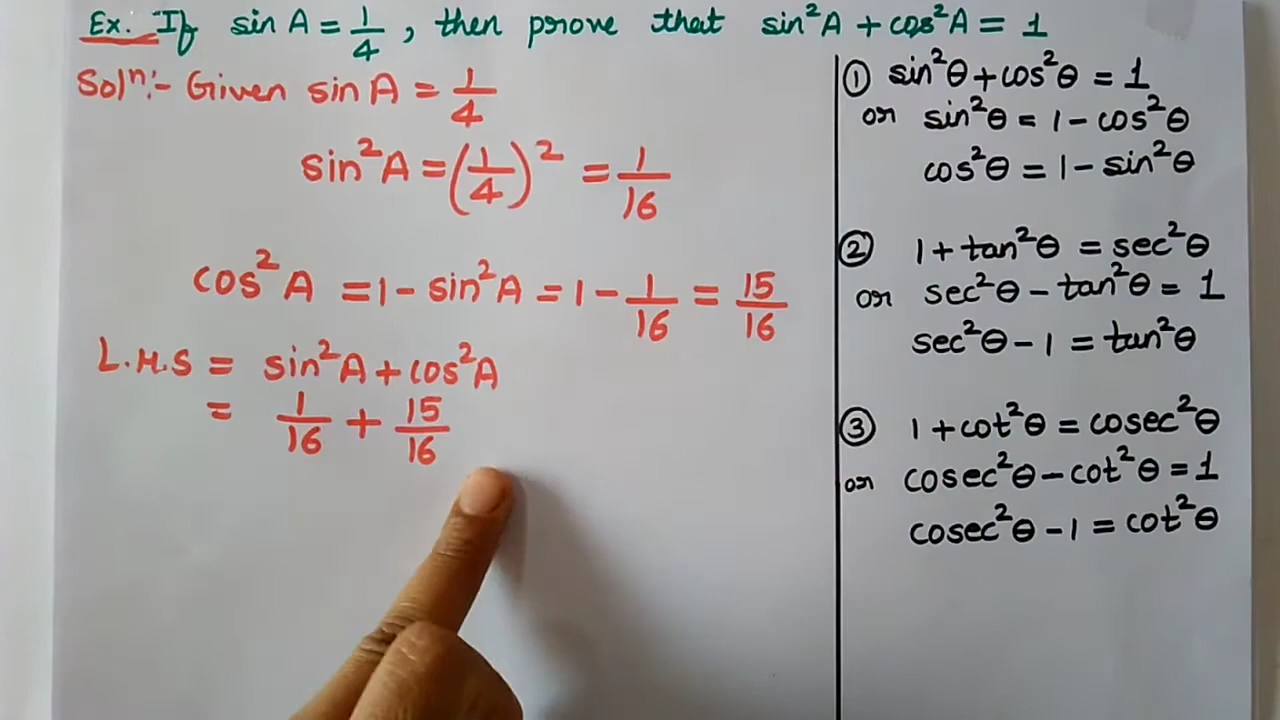 Ex. If sin A = 1/4, then prove that sin²A + cos²A = 1
Solⁿ:- Given sin A = 1/4
sin²A = (1/4)² = 1/16
cos²A = 1 - sin²A = 1 - 1/16 = 15/16
L.H.S = sin²A + cos²A
= 1/16 + 15/16
① sin²θ + cos²θ = 1
or sin²θ = 1 - cos²θ
cos²θ = 1 - sin²θ
② 1 + tan²θ = sec²θ
or sec²θ - tan²θ = 1
sec²θ - 1 = tan²θ
③ 1 + cot²θ = cosec²θ
or cosec²θ - cot²θ = 1
cosec²θ - 1 = cot²θ